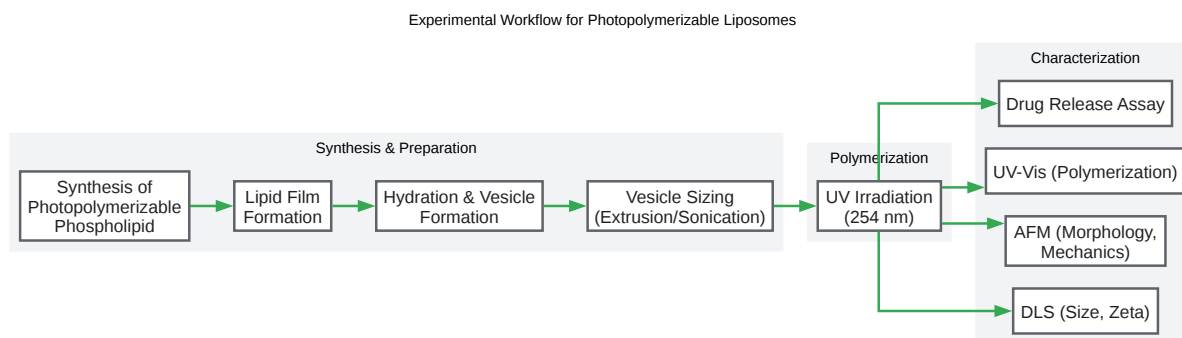 Experimental Workflow for Photopolymerizable Liposomes
Synthesis & Preparation
Synthesis of
Photopolymerizable
Phospholipid
Lipid Film
Formation
Hydration & Vesicle
Formation
Vesicle Sizing
(Extrusion/Sonication)
Polymerization
UV Irradiation
(254 nm)
Characterization
Drug Release Assay
UV-Vis (Polymerization)
AFM (Morphology,
Mechanics)
DLS (Size, Zeta)